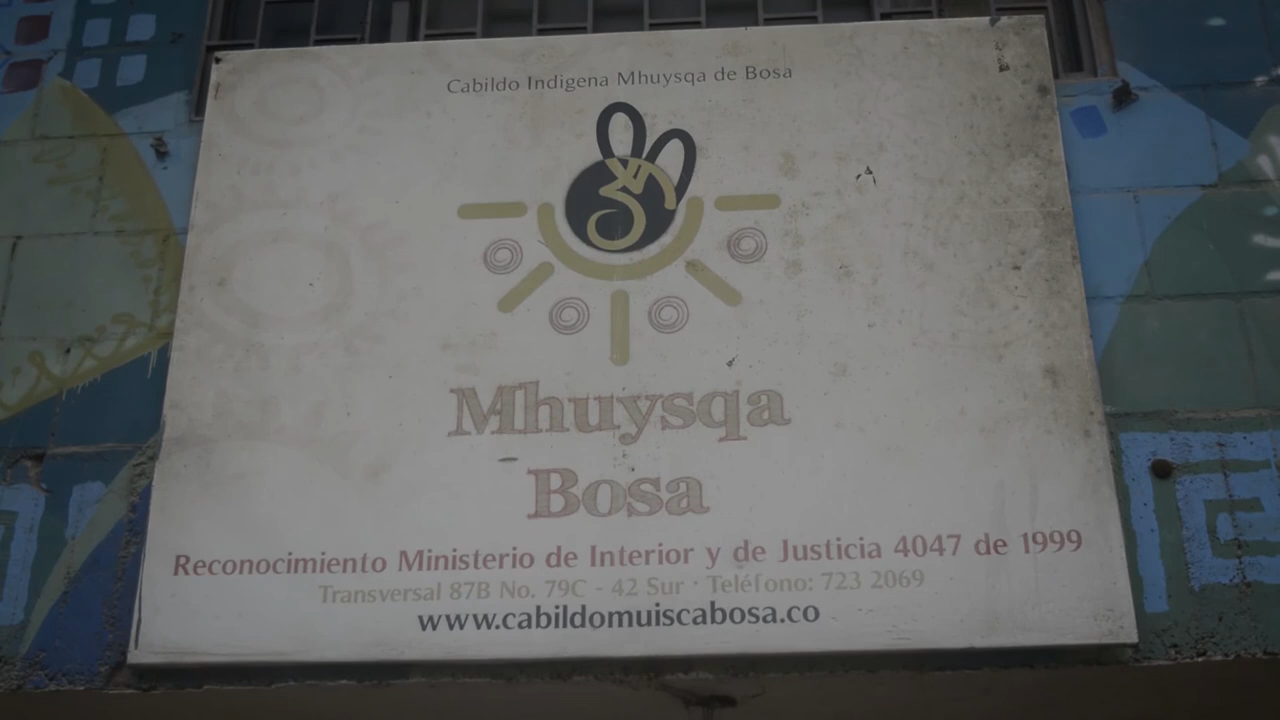 Cabildo Indigena Mhuysqa de Bosa
Mhuysqa
Bosa
Reconocimiento Ministerio de Interior y de Justicia 4047 de 1999
Transversal 87B No. 79C - 42 Sur · Teléfono: 723 2069
www.cabildomuiscabosa.co